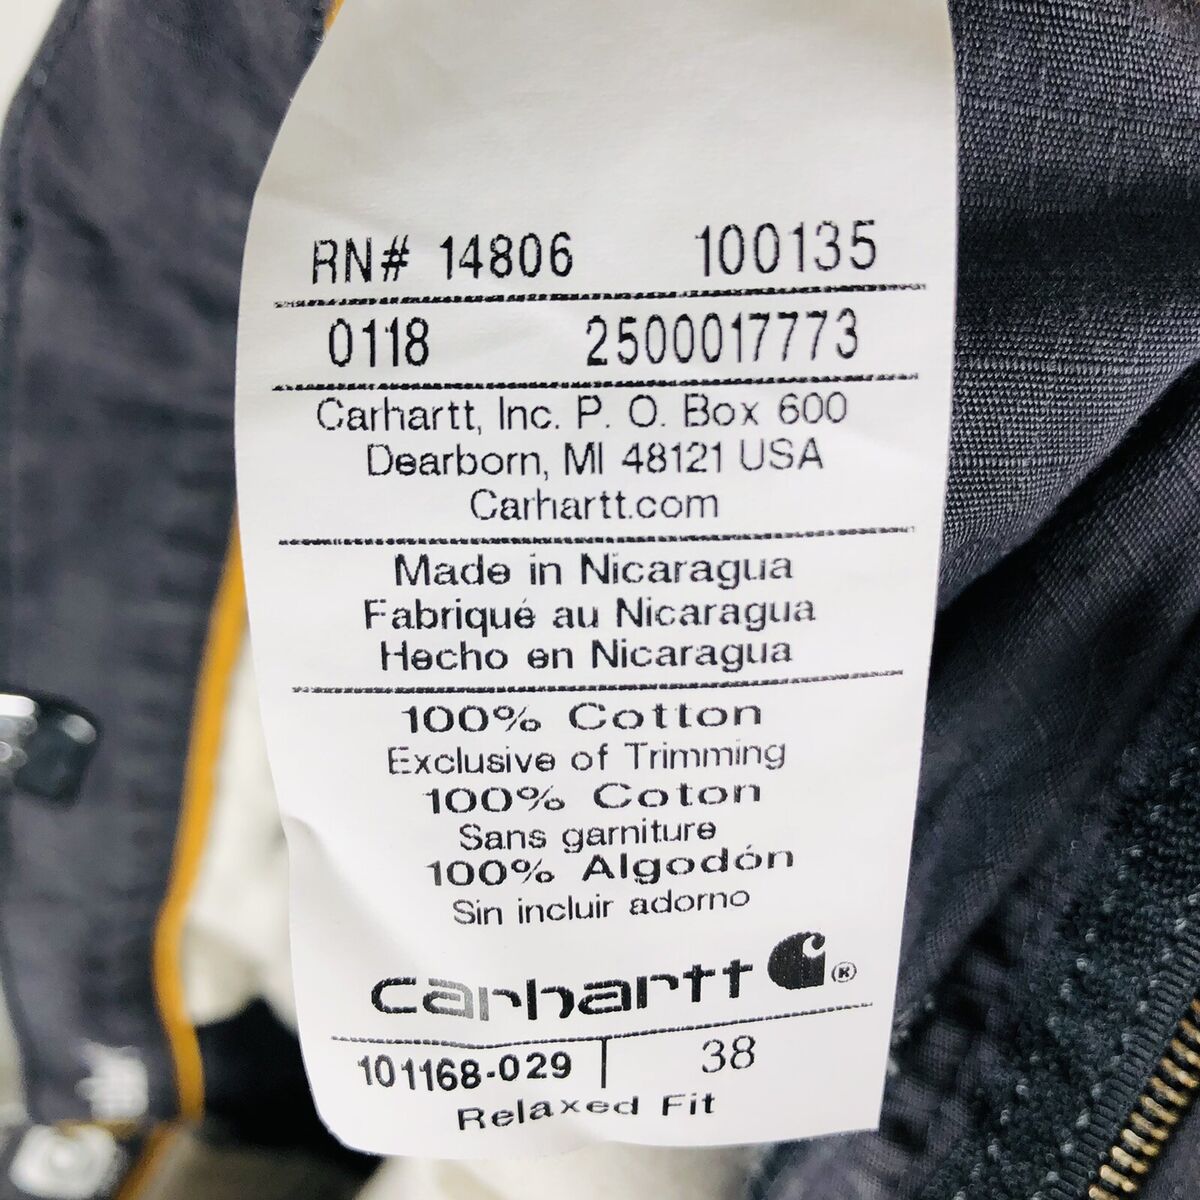 RN# 14806 100135
0118 2500017773
Carhartt, Inc. P. O. Box 600
Dearborn, MI 48121 USA
Carhartt.com
Made in Nicaragua
Fabriqué au Nicaragua
Hecho en Nicaragua
100% Cotton
Exclusive of Trimming
100% Coton
Sans garniture
100% Algodón
Sin incluir adorno
carhartt ®
101168-029 38
Relaxed Fit